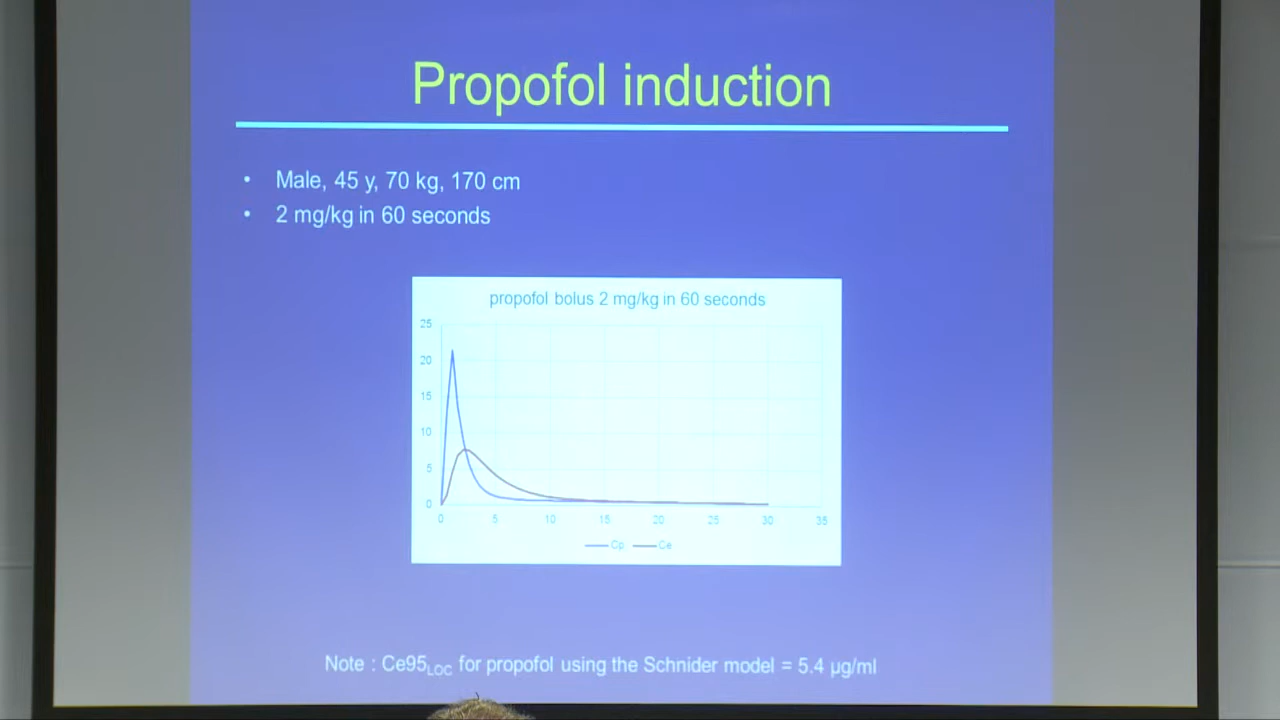 Propofol induction
• Male, 45 y, 70 kg, 170 cm
• 2 mg/kg in 60 seconds
propofol bolus 2 mg/kg in 60 seconds
25
20
15
10
5
0
0 5 10 15 20 25 30 35
Cp Ce
Note : Ce95LOC for propofol using the Schnider model = 5.4 µg/ml